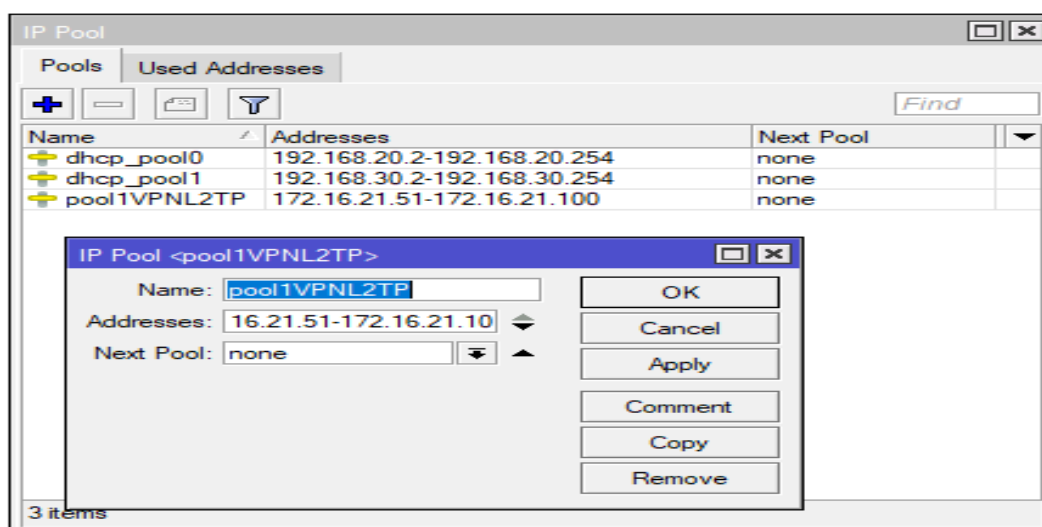 IP Pool
Pools Used Addresses
Find
Name Addresses Next Pool
dhcp_pool0 192.168.20.2-192.168.20.254 none
dhcp_pool1 192.168.30.2-192.168.30.254 none
pool1VPNL2TP 172.16.21.51-172.16.21.100 none
IP Pool <pool1VPNL2TP>
Name: pool1VPNL2TP OK
Addresses: 16.21.51-172.16.21.10 Cancel
Next Pool: none Apply
Comment
Copy
Remove
3 items